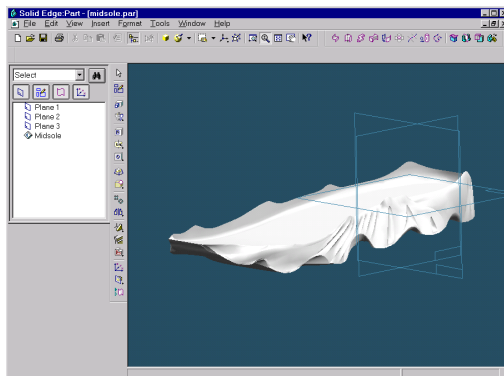 Solid Edge:Part - [midsole.par]
File Edit View Insert Format Tools Window Help
Select
Plane 1
Plane 2
Plane 3
Midsole